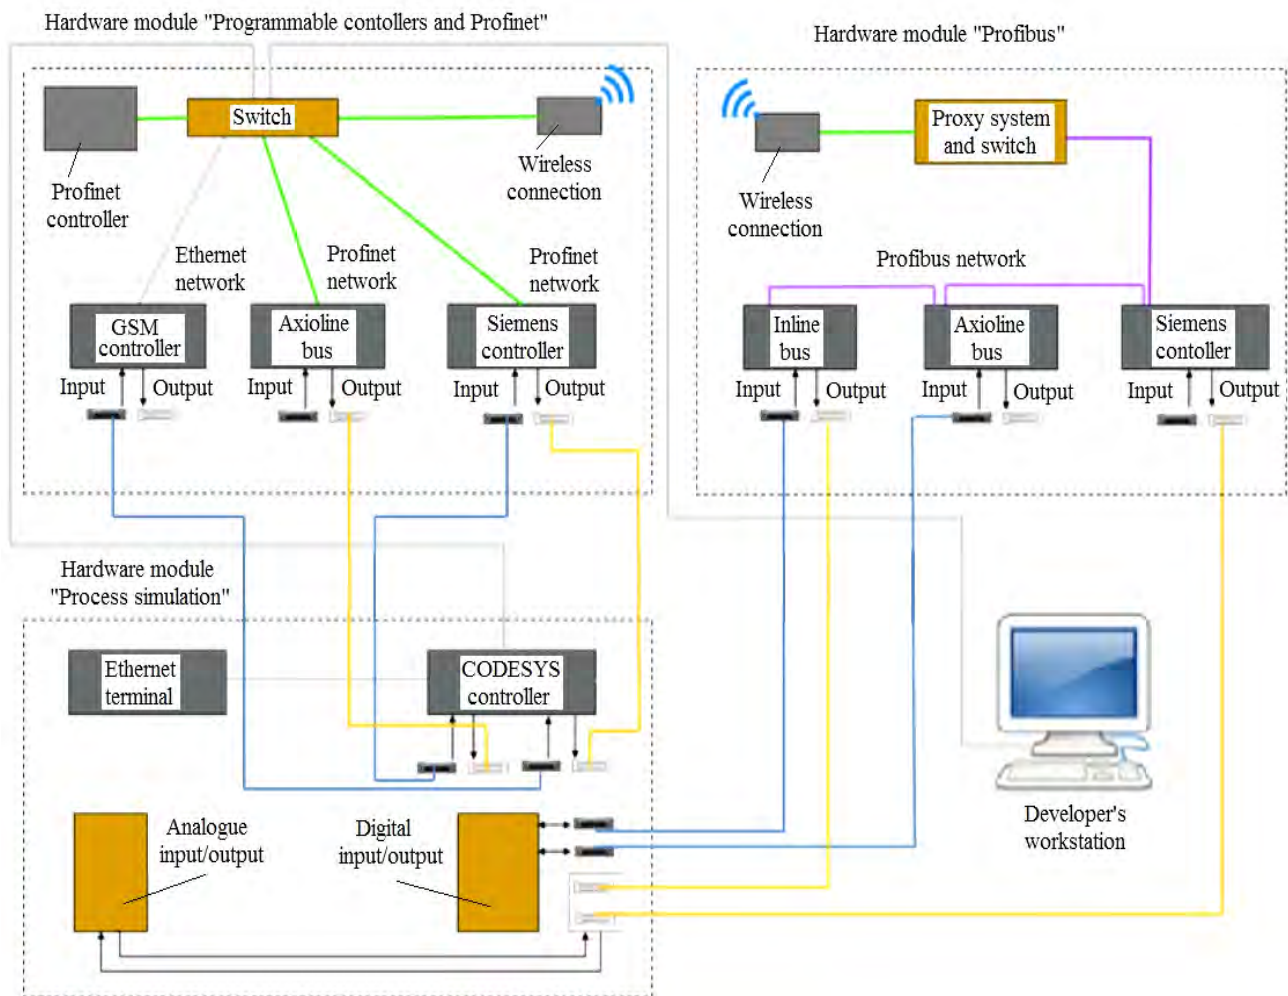 Hardware module "Programmable contollers and Profinet"
Switch
Profinet
controller
Wireless
connection
Ethernet
network
Profinet
network
Profinet
network
GSM
controller
Axioline
bus
Siemens
controller
Input
Output
Input
Output
Input
Output
Hardware module "Profibus"
Proxy system
and switch
Wireless
connection
Profibus network
Inline
bus
Axioline
bus
Siemens
contoller
Input
Output
Input
Output
Input
Output
Hardware module
"Process simulation"
Ethernet
terminal
CODESYS
controller
Analogue
input/output
Digital
input/output
Developer's
workstation